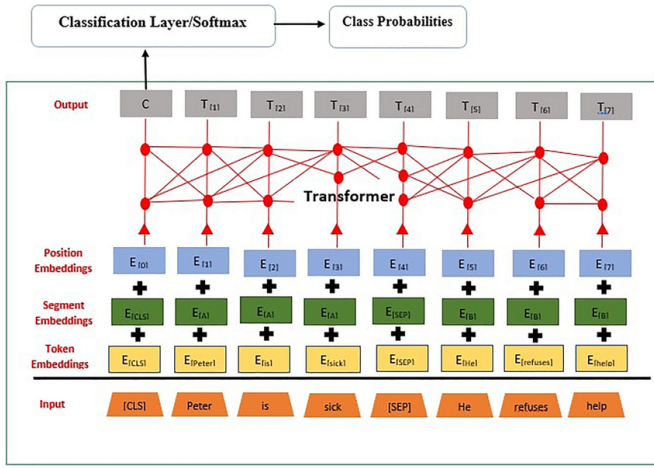 Classification Layer/Softmax
Class Probabilities
Output
C T[1] T[2] T[3] T[4] T[5] T[6] T[7]
Transformer
Position Embeddings
E[0] E[1] E[2] E[3] E[4] E[5] E[6] E[7]
Segment Embeddings
E[CLS] E[A] E[A] E[A] E[SEP] E[B] E[B] E[B]
Token Embeddings
E[CLS] E[Peter] E[is] E[sick] E[SEP] E[He] E[refuses] E[help]
Input
[CLS] Peter is sick [SEP] He refuses help